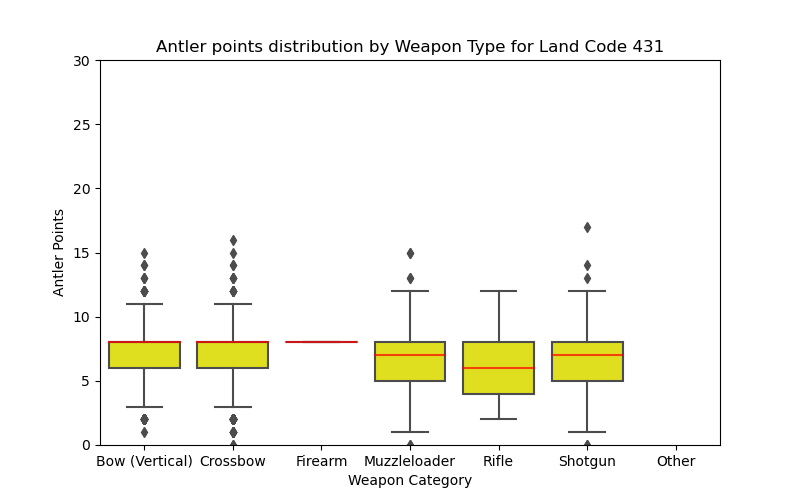 Antler points distribution by Weapon Type for Land Code 431
30
25
20
15
10
5
0
Antler Points
Bow (Vertical) Crossbow Firearm Muzzleloader Rifle Shotgun Other
Weapon Category